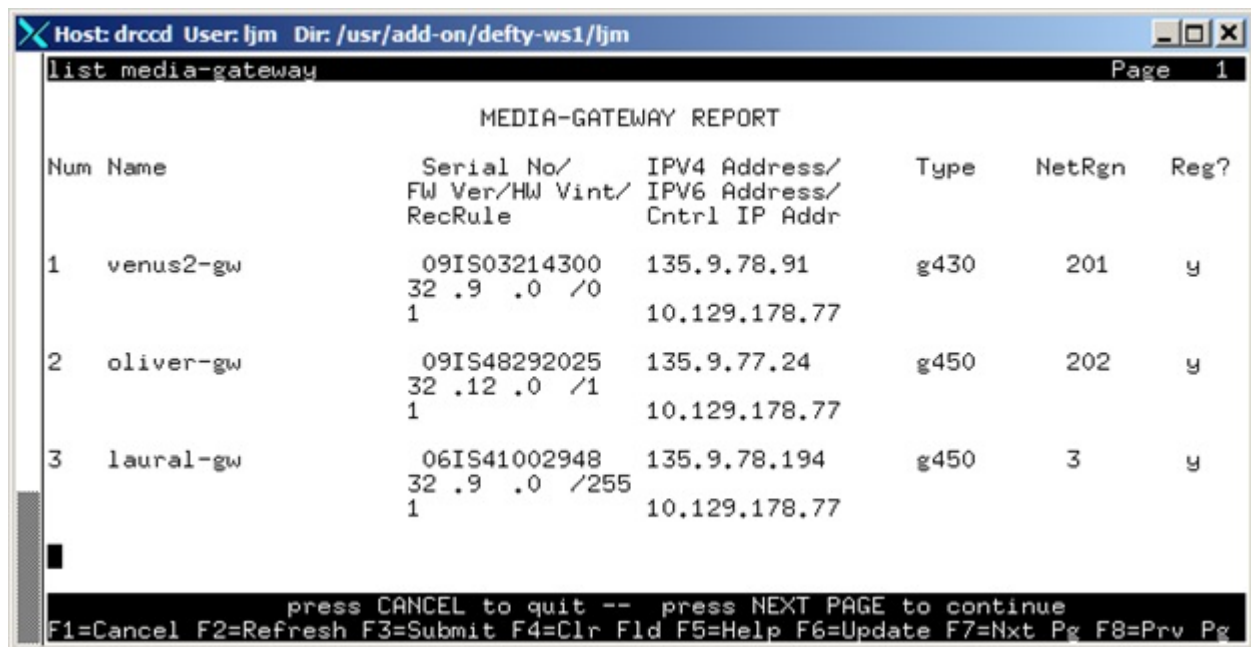 Host: drccd User: ljm Dir: /usr/add-on/defty-ws1/ljm
list media-gateway Page 1
MEDIA-GATEWAY REPORT
Num Name Serial No/ IPV4 Address/ Type NetRgn Reg?
FW Ver/HW Vint/ IPV6 Address/
RecRule Cntrl IP Addr
1 venus2-gw 09IS03214300 135.9.78.91 g430 201 y
32 .9 .0 /0
1 10.129.178.77
2 oliver-gw 09IS48292025 135.9.77.24 g450 202 y
32 .12 .0 /1
1 10.129.178.77
3 laural-gw 06IS41002948 135.9.78.194 g450 3 y
32 .9 .0 /255
1 10.129.178.77
press CANCEL to quit -- press NEXT PAGE to continue
F1=Cancel F2=Refresh F3=Submit F4=Clr Fld F5=Help F6=Update F7=Nxt Pg F8=Prv Pg